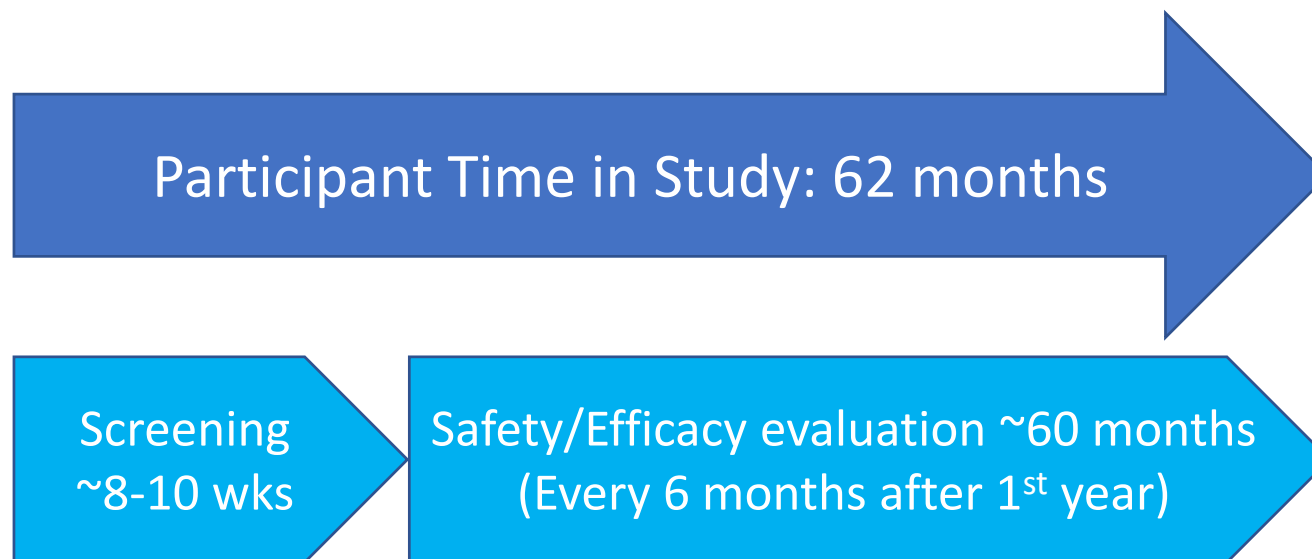 Participant Time in Study: 62 months
Screening
~8-10 wks
Safety/Efficacy evaluation ~60 months
(Every 6 months after 1st year)